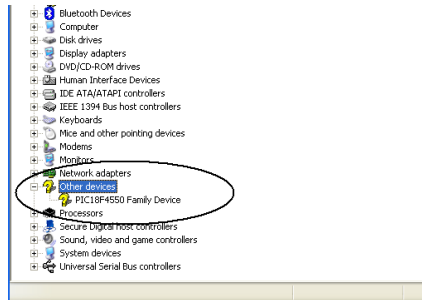 Bluetooth Devices
Computer
Disk drives
Display adapters
DVD/CD-ROM drives
Human Interface Devices
IDE ATA/ATAPI controllers
IEEE 1394 Bus host controllers
Keyboards
Mice and other pointing devices
Modems
Monitors
Network adapters
Other devices
PIC18F4550 Family Device
Processors
Secure Digital host controllers
Sound, video and game controllers
System devices
Universal Serial Bus controllers